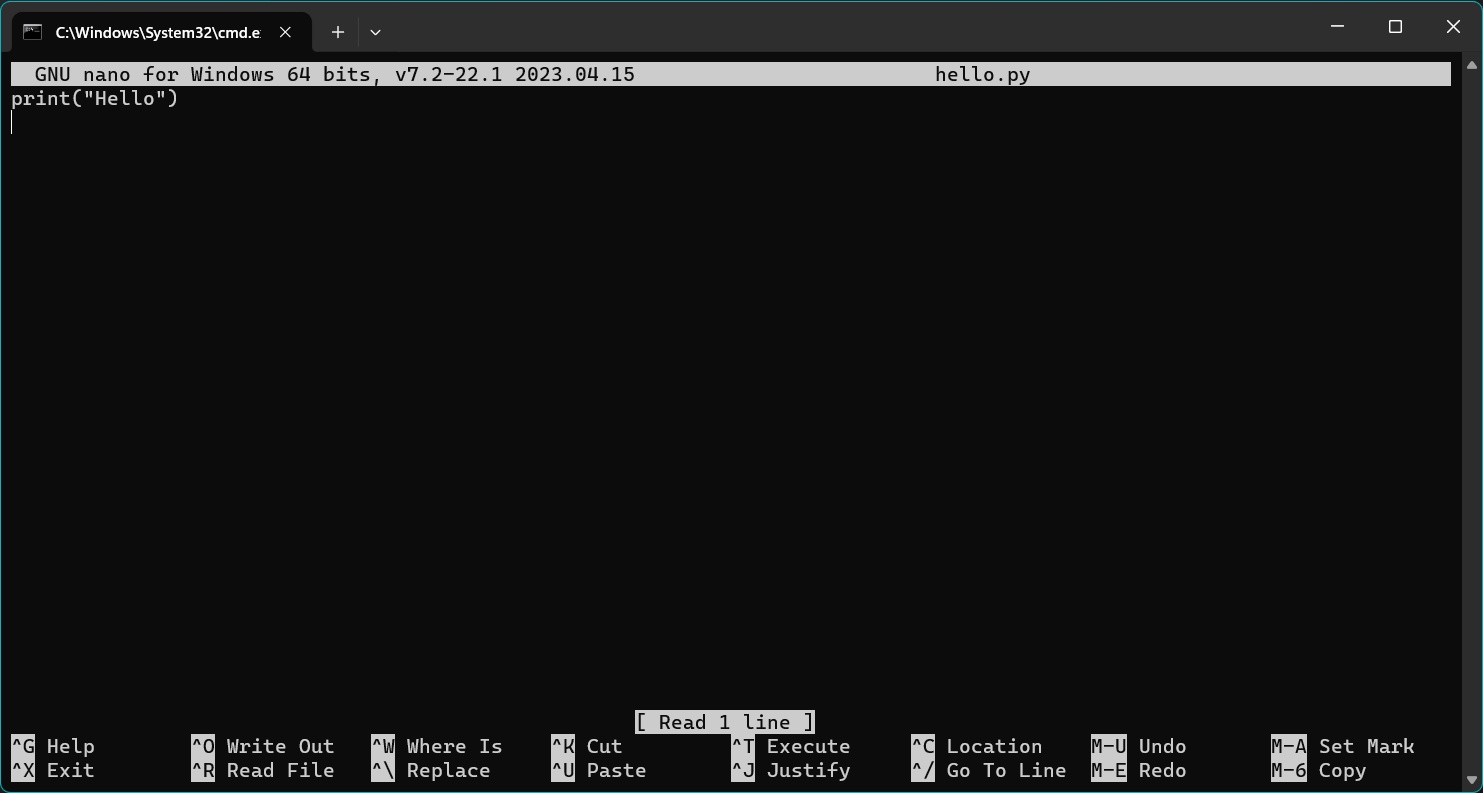 C:\Windows\System32\cmd.e
GNU nano for Windows 64 bits, v7.2-22.1 2023.04.15 hello.py
print("Hello")
[ Read 1 line ]
^G Help ^O Write Out ^W Where Is ^K Cut ^T Execute ^C Location M-U Undo M-A Set Mark
^X Exit ^R Read File ^\ Replace ^U Paste ^J Justify ^/ Go To Line M-E Redo M-6 Copy